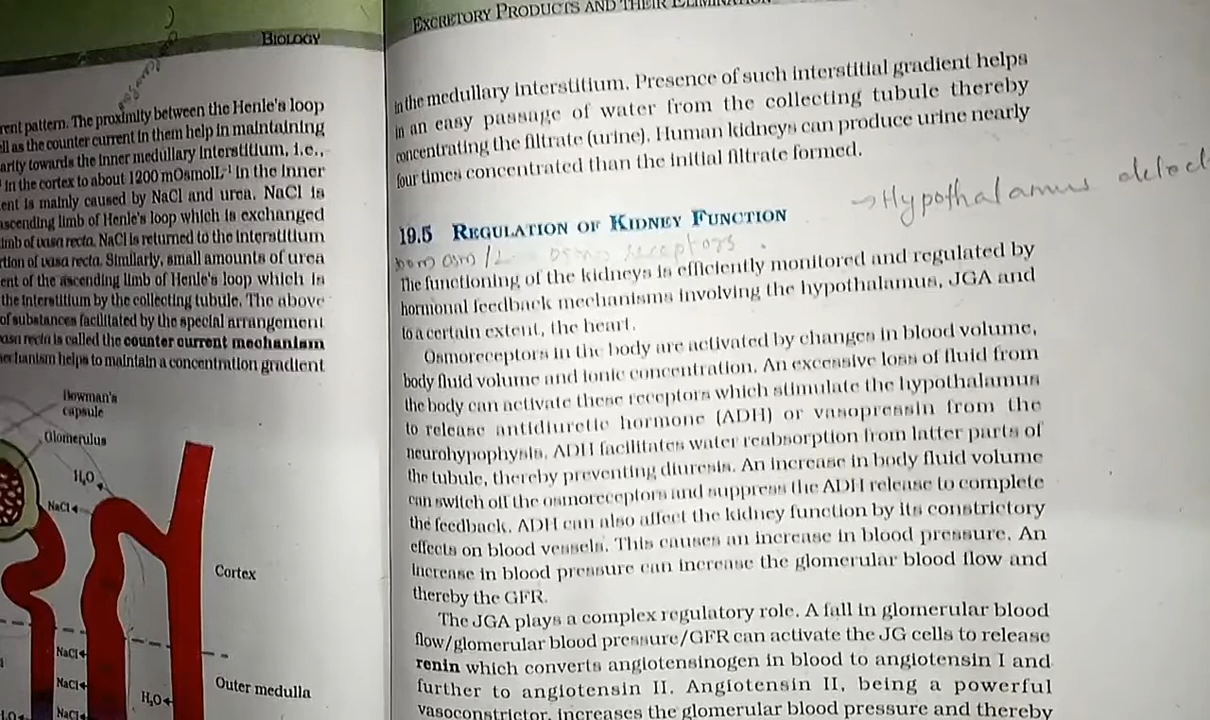 BIOLOGY
rent pattern. The proximity between the Henle's loop
ll as the counter current in them help in maintaining
arity towards the inner medullary interstitium, i.e.,
in the cortex to about 1200 mOsmolL⁻¹ in the inner
ent is mainly caused by NaCl and urea. NaCl is
ascending limb of Henle's loop which is exchanged
limb of vasa recta. NaCl is returned to the interstitium
rtion of vasa recta. Similarly, small amounts of urea
ent of the ascending limb of Henle's loop which is
the interstitium by the collecting tubule. The above
of substances facilitated by the special arrangement
asa recta is called the counter current mechanism
echanism helps to maintain a concentration gradient
Bowman's
capsule
Glomerulus
H₂O
NaCl
Cortex
NaCl
Outer medulla
NaCl
H₂O
NaCl
EXCRETORY PRODUCTS AND THEIR ELIMINATION
in the medullary interstitium. Presence of such interstitial gradient helps
in an easy passage of water from the collecting tubule thereby
concentrating the filtrate (urine). Human kidneys can produce urine nearly
four times concentrated than the initial filtrate formed.
→Hypothalamus
19.5 REGULATION OF KIDNEY FUNCTION
osmoreceptors
The functioning of the kidneys is efficiently monitored and regulated by
hormonal feedback mechanisms involving the hypothalamus, JGA and
to a certain extent, the heart.
Osmoreceptors in the body are activated by changes in blood volume,
body fluid volume and ionic concentration. An excessive loss of fluid from
the body can activate these receptors which stimulate the hypothalamus
to release antidiuretic hormone (ADH) or vasopressin from the
neurohypophysis. ADH facilitates water reabsorption from latter parts of
the tubule, thereby preventing diuresis. An increase in body fluid volume
can switch off the osmoreceptors and suppress the ADH release to complete
the feedback. ADH can also affect the kidney function by its constrictory
effects on blood vessels. This causes an increase in blood pressure. An
increase in blood pressure can increase the glomerular blood flow and
thereby the GFR.
The JGA plays a complex regulatory role. A fall in glomerular blood
flow/glomerular blood pressure/GFR can activate the JG cells to release
renin which converts angiotensinogen in blood to angiotensin I and
further to angiotensin II. Angiotensin II, being a powerful
vasoconstrictor, increases the glomerular blood pressure and thereby